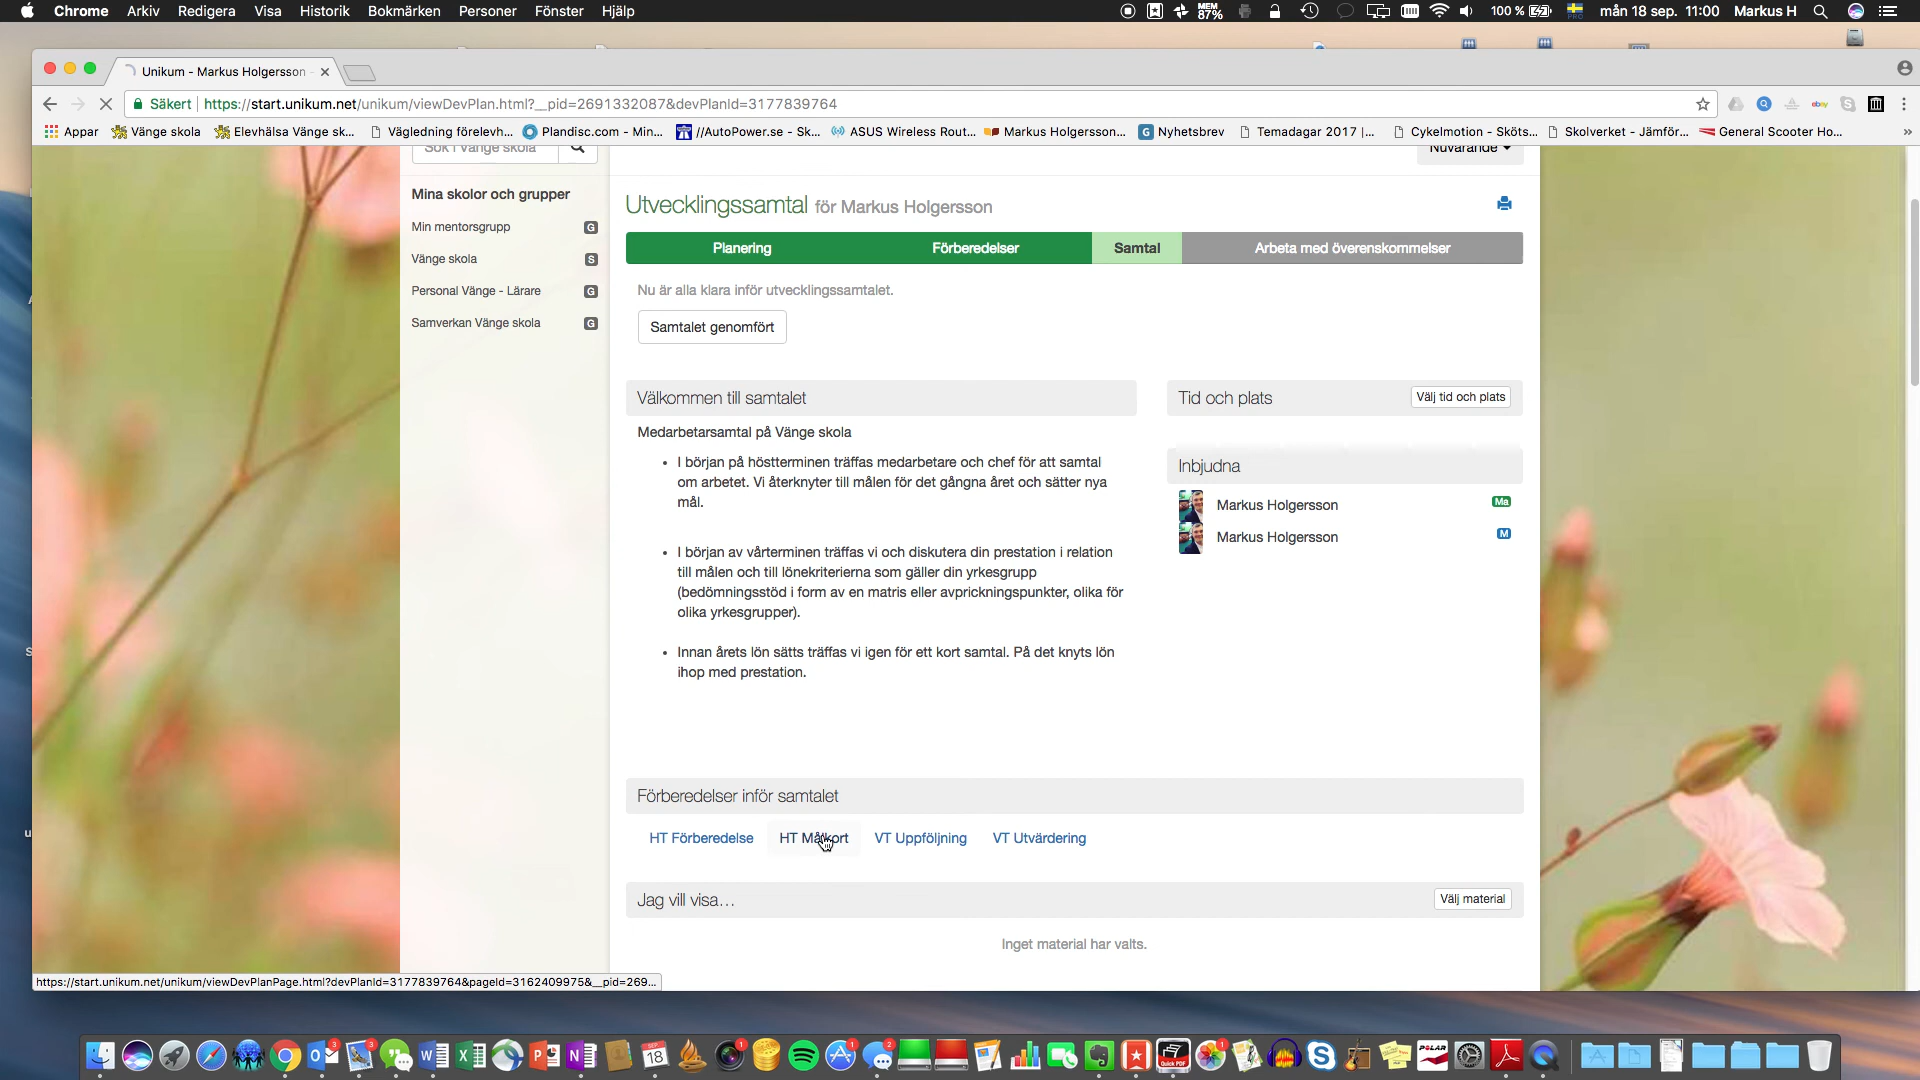 Chrome Arkiv Redigera Visa Historik Bokmärken Personer Fönster Hjälp
MEM 87% 100 % PRO mån 18 sep. 11:00 Markus H
Unikum - Markus Holgersson
Säkert https://start.unikum.net/unikum/viewDevPlan.html?__pid=2691332087&devPlanId=3177839764
Appar Vänge skola Elevhälsa Vänge sk... Vägledning förelevh... Plandisc.com - Min... //AutoPower.se - Sk... ASUS Wireless Rout... Markus Holgersson... Nyhetsbrev Temadagar 2017 |... Cykelmotion - Sköts... Skolverket - Jämför... General Scooter Ho... »
Sök i Vänge skola
Nuvarande
Mina skolor och grupper
Min mentorsgrupp G
Vänge skola S
Personal Vänge - Lärare G
Samverkan Vänge skola G
Utvecklingssamtal för Markus Holgersson
Planering Förberedelser Samtal Arbeta med överenskommelser
Nu är alla klara inför utvecklingssamtalet.
Samtalet genomfört
Välkommen till samtalet
Medarbetarsamtal på Vänge skola
• I början på höstterminen träffas medarbetare och chef för att samtal
om arbetet. Vi återknyter till målen för det gångna året och sätter nya
mål.
• I början av vårterminen träffas vi och diskutera din prestation i relation
till målen och till lönekriterierna som gäller din yrkesgrupp
(bedömningsstöd i form av en matris eller avprickningspunkter, olika för
olika yrkesgrupper).
• Innan årets lön sätts träffas vi igen för ett kort samtal. På det knyts lön
ihop med prestation.
Tid och plats Välj tid och plats
Inbjudna
Markus Holgersson Ma
Markus Holgersson M
Förberedelser inför samtalet
HT Förberedelse HT Målkort VT Uppföljning VT Utvärdering
Jag vill visa... Välj material
Inget material har valts.
https://start.unikum.net/unikum/viewDevPlanPage.html?devPlanId=3177839764&pageId=3162409975&__pid=269...